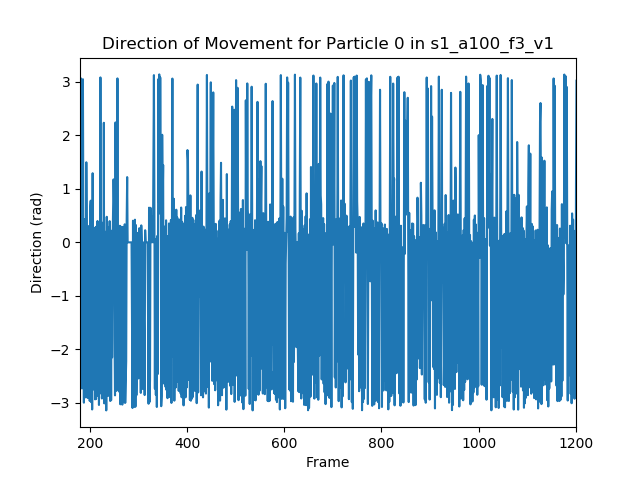 Direction of Movement for Particle 0 in s1_a100_f3_v1
3
2
1
0
−1
−2
−3
Direction (rad)
200 400 600 800 1000 1200
Frame